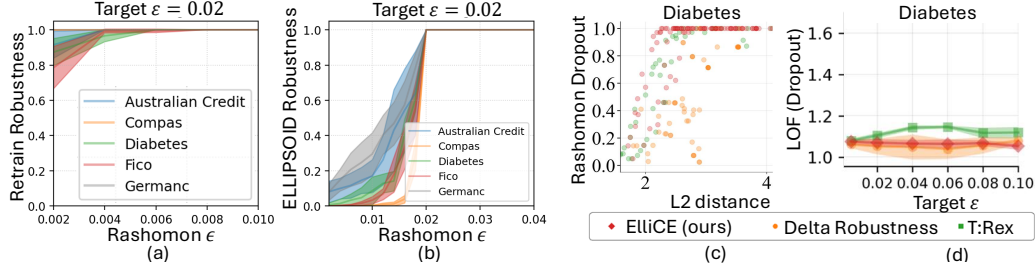 Target ε = 0.02
Retrain Robustness
1.0
0.8
0.6
0.4
0.2
0.0
Australian Credit
Compas
Diabetes
Fico
Germanc
0.002
0.004
0.006
0.008
0.010
Rashomon ϵ
(a)
Target ε = 0.02
ELLIPSOID Robustness
1.0
0.8
0.6
0.4
0.2
0.0
Australian Credit
Compas
Diabetes
Fico
Germanc
0.01
0.02
0.03
0.04
Rashomon ϵ
(b)
Diabetes
Rashomon Dropout
1.0
0.8
0.6
0.4
0.2
0.0
2
4
L2 distance
(c)
Diabetes
LOF (Dropout)
1.6
1.4
1.2
1.0
0.02
0.04
0.06
0.08
0.10
Target ε
(d)
ElliCE (ours)
Delta Robustness
T:Rex